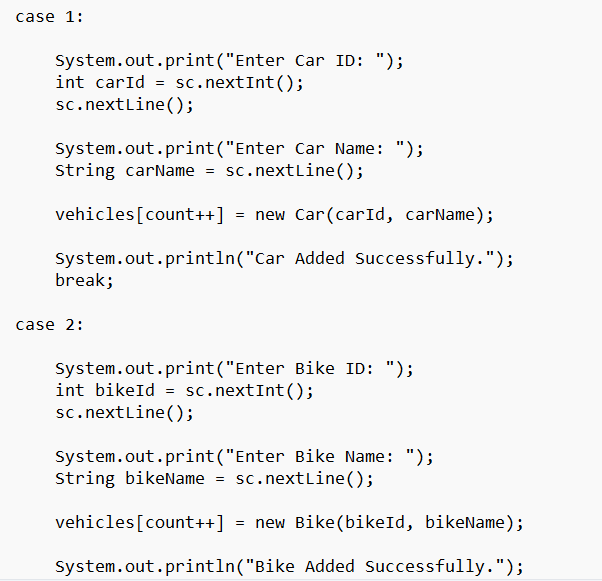 case 1:
System.out.print("Enter Car ID: ");
int carId = sc.nextInt();
sc.nextLine();
System.out.print("Enter Car Name: ");
String carName = sc.nextLine();
vehicles[count++] = new Car(carId, carName);
System.out.println("Car Added Successfully.");
break;
case 2:
System.out.print("Enter Bike ID: ");
int bikeId = sc.nextInt();
sc.nextLine();
System.out.print("Enter Bike Name: ");
String bikeName = sc.nextLine();
vehicles[count++] = new Bike(bikeId, bikeName);
System.out.println("Bike Added Successfully.");